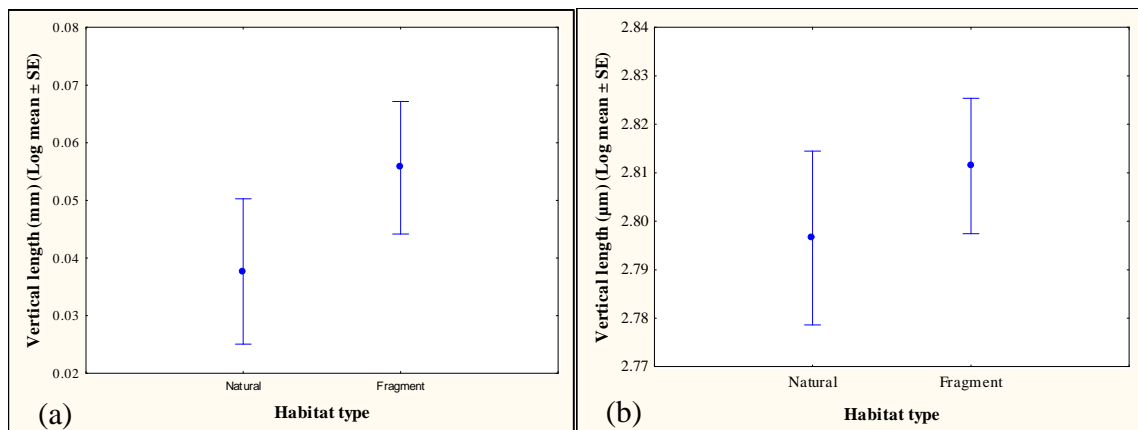 Vertical length (mm) (Log mean ± SE)
0.08
0.07
0.06
0.05
0.04
0.03
0.02
Natural
Fragment
Habitat type
(a)
Vertical length (µm) (Log mean ± SE)
2.84
2.83
2.82
2.81
2.80
2.79
2.78
2.77
Natural
Fragment
Habitat type
(b)